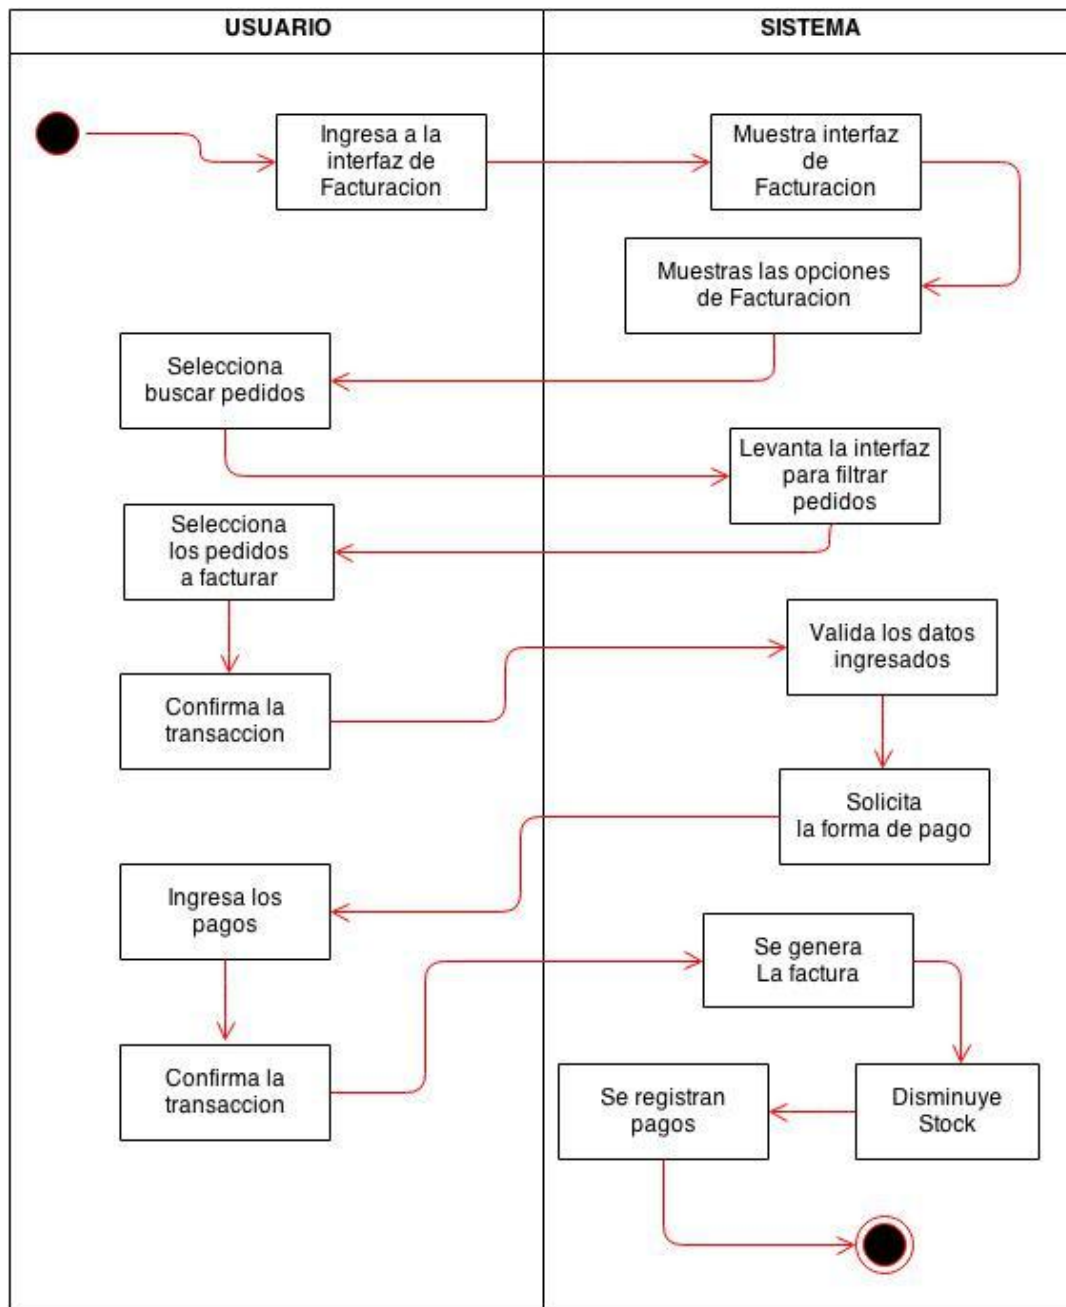 USUARIO
SISTEMA
Ingresa a la
interfaz de
Facturacion
Muestra interfaz
de
Facturacion
Muestras las opciones
de Facturacion
Selecciona
buscar pedidos
Levanta la interfaz
para filtrar
pedidos
Selecciona
los pedidos
a facturar
Valida los datos
ingresados
Confirma la
transaccion
Solicita
la forma de pago
Ingresa los
pagos
Se genera
La factura
Confirma la
transaccion
Se registran
pagos
Disminuye
Stock